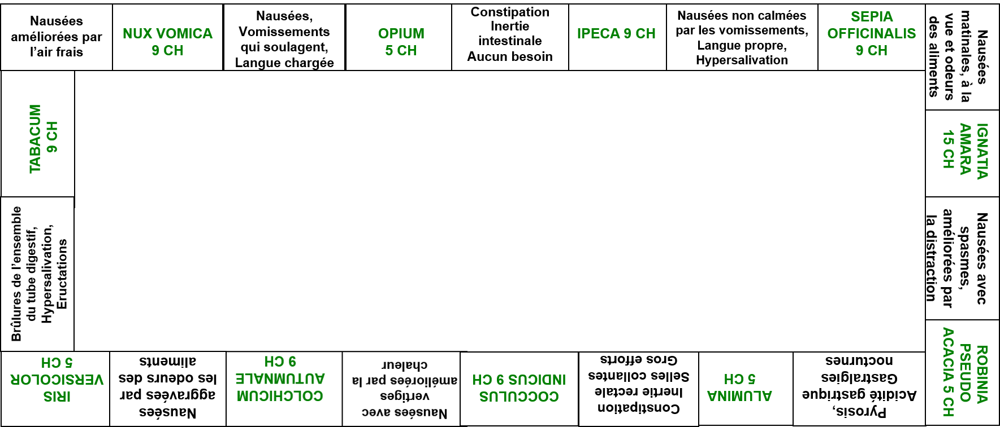 Nausées
améliorées par
l'air frais
NUX VOMICA
9 CH
Nausées,
Vomissements
qui soulagent,
Langue chargée
OPIUM
5 CH
Constipation
Inertie
intestinale
Aucun besoin
IPECA 9 CH
Nausées non calmées
par les vomissements,
Langue propre,
Hypersalivation
SEPIA
OFFICINALIS
9 CH
Nausées
matinales, à la
vue et odeurs
des aliments
IGNATIA
AMARA
15 CH
Nausées avec
spasmes,
améliorées par
la distraction
ROBINIA
PSEUDO
ACACIA 5 CH
Pyrosis,
Acidité gastrique
Gastralgies
nocturnes
ALUMINA
5 CH
Constipation
Inertie rectale
Selles collantes
Gros efforts
COCCULUS
INDICUS 9 CH
Nausées avec
vertiges
améliorées par la
chaleur
COLCHICUM
AUTUMNALE
9 CH
Nausées
aggravées par
les odeurs des
aliments
IRIS
VERSICOLOR
5 CH
Brûlures de l'ensemble
du tube digestif,
Hypersalivation,
Eructations
TABACUM
9 CH